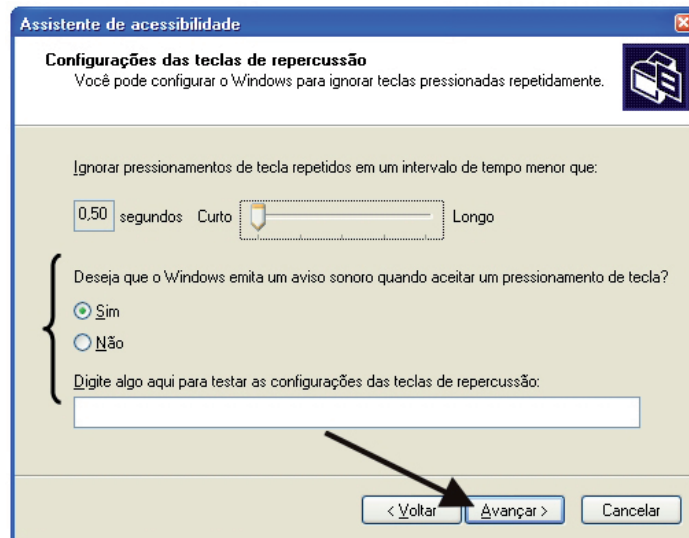 Assistente de acessibilidade
Configurações das teclas de repercussão
Você pode configurar o Windows para ignorar teclas pressionadas repetidamente.
Ignorar pressionamentos de tecla repetidos em um intervalo de tempo menor que:
0,50 segundos Curto Longo
Deseja que o Windows emita um aviso sonoro quando aceitar um pressionamento de tecla?
Sim
Não
Digite algo aqui para testar as configurações das teclas de repercussão:
< Voltar Avançar > Cancelar